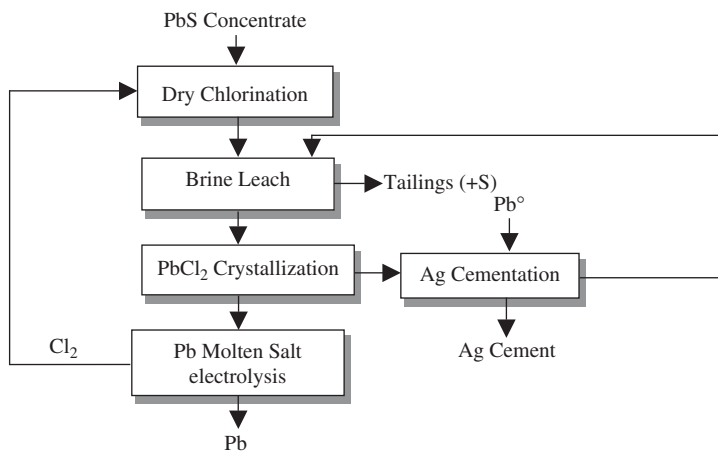 PbS Concentrate
Dry Chlorination
Brine Leach
Tailings (+S)
Pb°
PbCl₂ Crystallization
Ag Cementation
Cl₂
Pb Molten Salt
electrolysis
Ag Cement
Pb